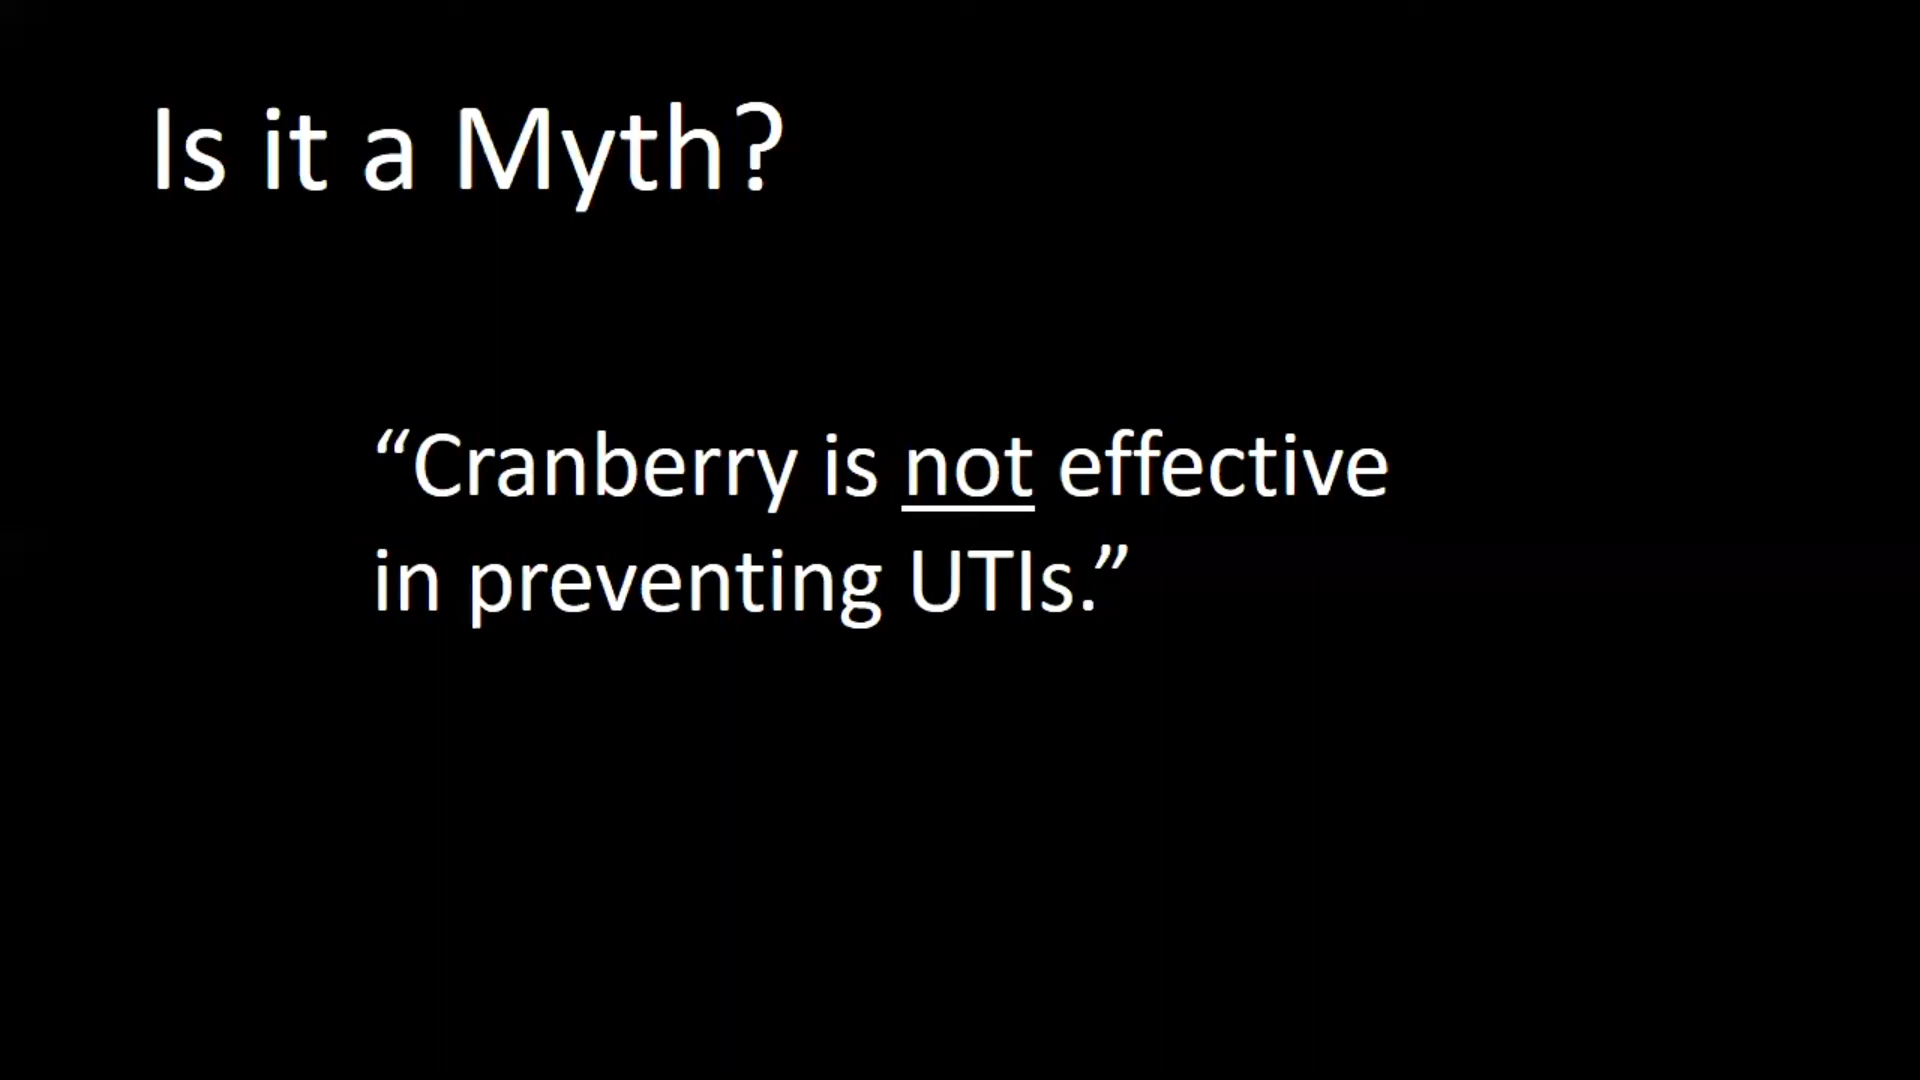 Is it a Myth?
“Cranberry is not effective
in preventing UTIs.”